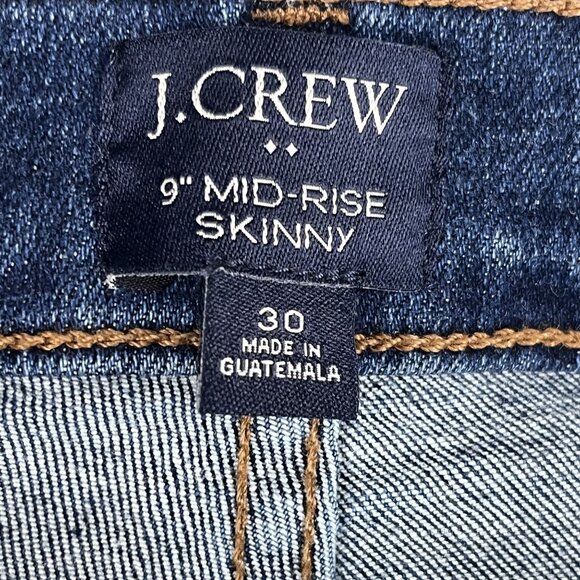 J.CREW
9" MID-RISE
SKINNY
30
MADE IN
GUATEMALA